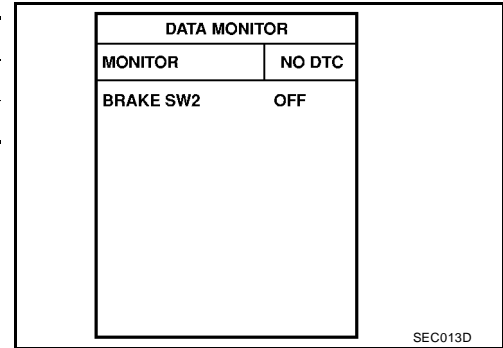 DATA MONITOR
MONITOR NO DTC
BRAKE SW2 OFF
SEC013D